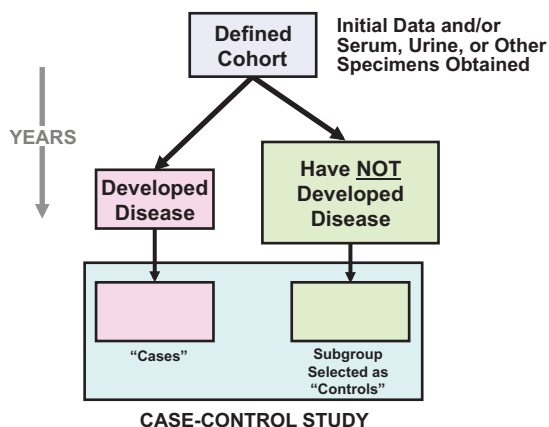 Defined
Cohort
Initial Data and/or
Serum, Urine, or Other
Specimens Obtained
YEARS
Developed
Disease
Have NOT
Developed
Disease
“Cases”
Subgroup
Selected as
“Controls”
CASE-CONTROL STUDY